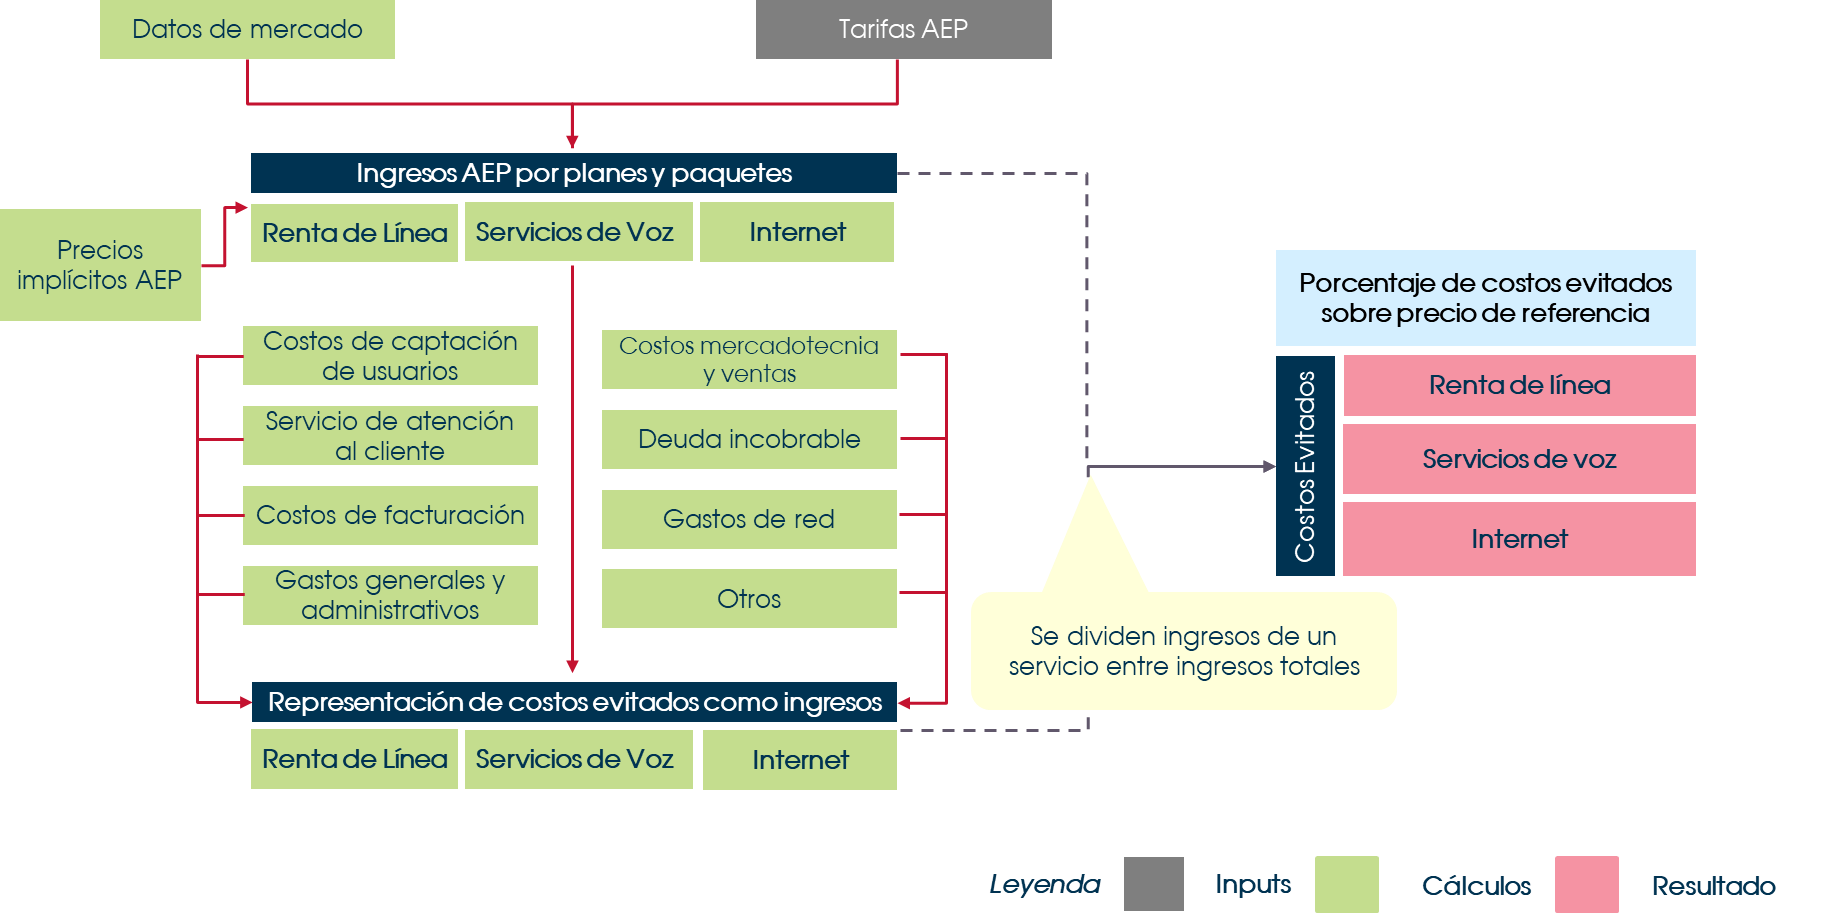 Datos de mercado
Tarifas AEP
Ingresos AEP por planes y paquetes
Precios
implícitos AEP
Renta de Línea
Servicios de Voz
Internet
Costos de captación
de usuarios
Servicio de atención
al cliente
Costos de facturación
Gastos generales y
administrativos
Costos mercadotecnia
y ventas
Deuda incobrable
Gastos de red
Otros
Representación de costos evitados como ingresos
Renta de Línea
Servicios de Voz
Internet
Se dividen ingresos de un
servicio entre ingresos totales
Porcentaje de costos evitados
sobre precio de referencia
Costos Evitados
Renta de línea
Servicios de voz
Internet
Leyenda
Inputs
Cálculos
Resultado